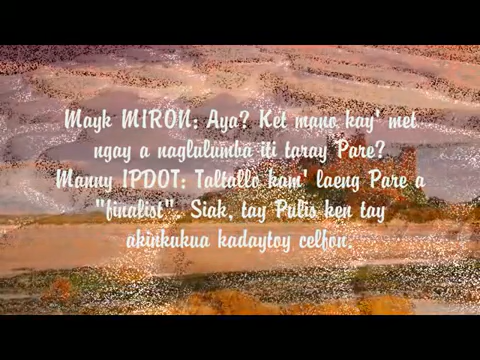 Mayk MIRON: Aya? Ket mano kay' met
ngay a naglulumba iti taray Pare?
Manny IPDOT: Taltallo kam' laeng Pare a
"finalist". Siak, tay Pulis ken tay
akinkukua kadaytoy celfon.